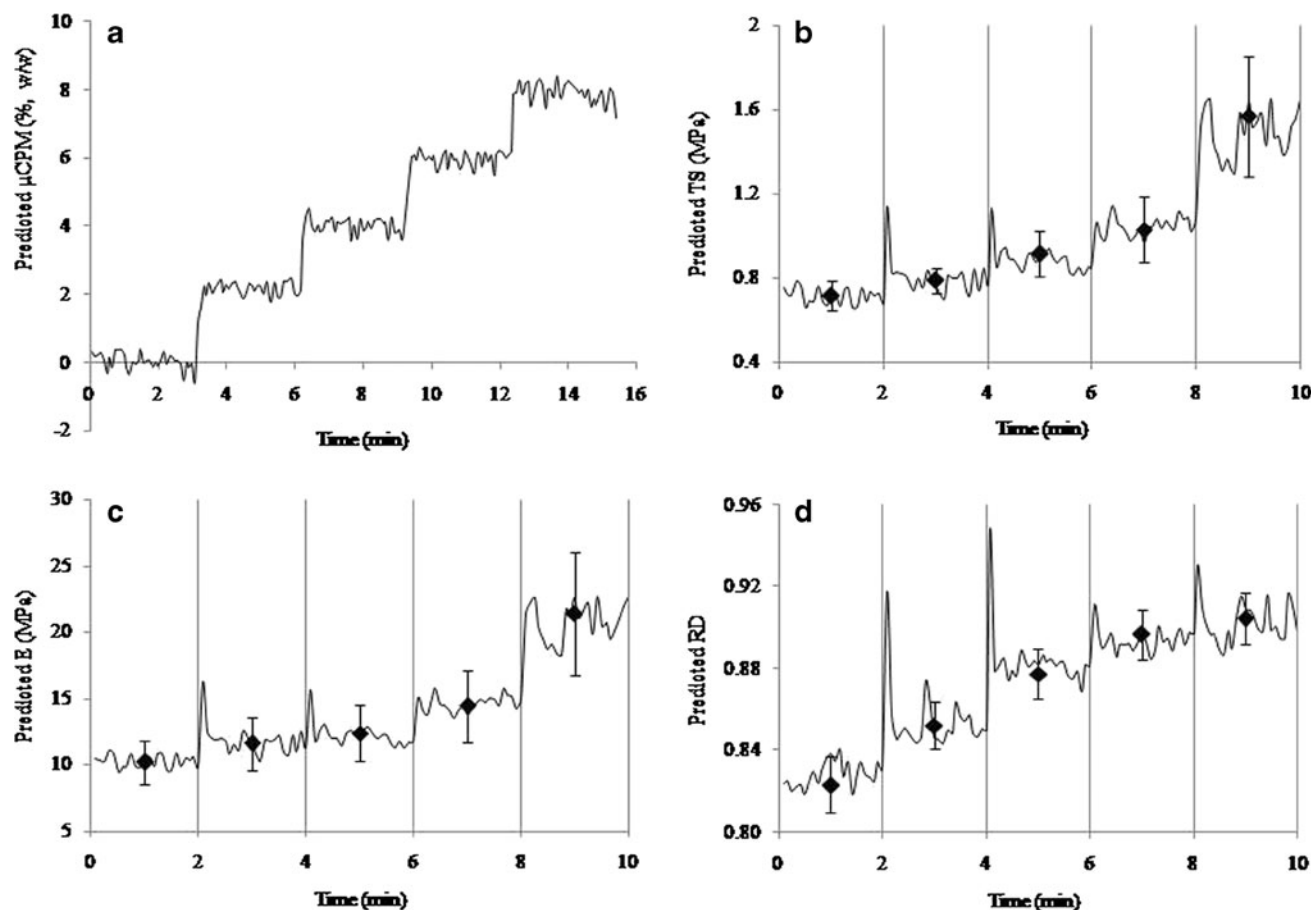 a
Predicted µCPM (%, w/w)
10
8
6
4
2
0
-2
0 2 4 6 8 10 12 14 16
Time (min)
b
Predicted TS (MPa)
2
1.6
1.2
0.8
0.4
0 2 4 6 8 10
Time (min)
c
Predicted E (MPa)
30
25
20
15
10
5
0 2 4 6 8 10
Time (min)
d
Predicted RD
0.96
0.92
0.88
0.84
0.80
0 2 4 6 8 10
Time (min)